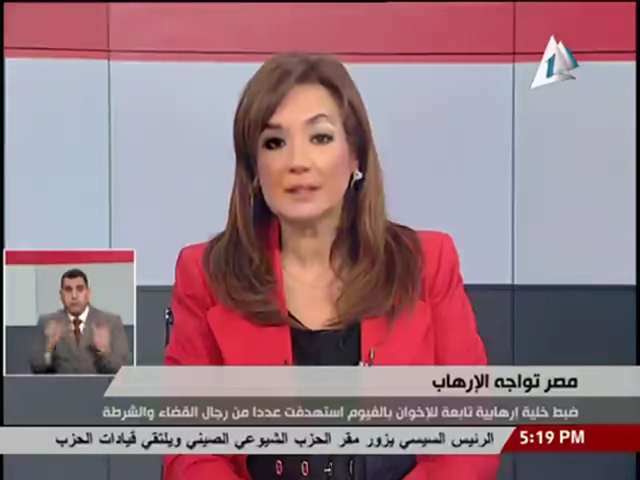 مصر تواجه الإرهاب
ضبط خلية إرهابية تابعة للإخوان بالفيوم استهدفت عددا من رجال القضاء والشرطة
الرئيس السيسي يزور مقر الحزب الشيوعي الصيني ويلتقي قيادات الحزب
5:19 PM